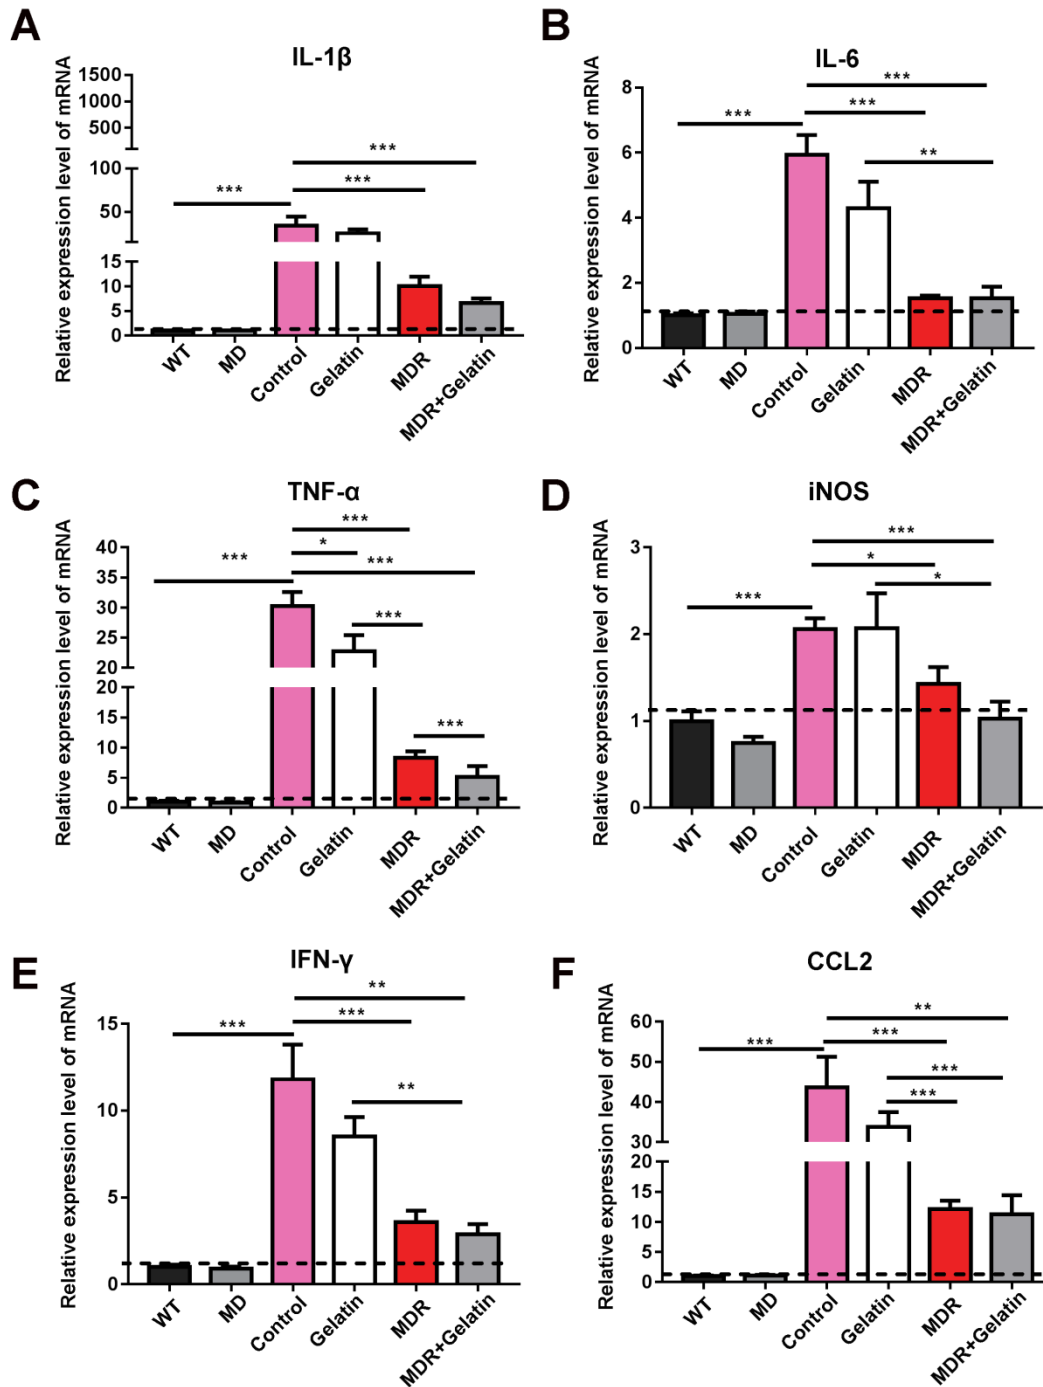 A
IL-1β
Relative expression level of mRNA
1500
1000
500
100
50
15
10
5
0
***
***
***
WT
MD
Control
Gelatin
MDR
MDR+Gelatin
B
IL-6
Relative expression level of mRNA
8
6
4
2
0
***
***
***
**
WT
MD
Control
Gelatin
MDR
MDR+Gelatin
C
TNF-α
Relative expression level of mRNA
40
35
30
25
20
20
15
10
5
0
***
*
***
***
***
***
WT
MD
Control
Gelatin
MDR
MDR+Gelatin
D
iNOS
Relative expression level of mRNA
3
2
1
0
***
*
*
***
WT
MD
Control
Gelatin
MDR
MDR+Gelatin
E
IFN-γ
Relative expression level of mRNA
15
10
5
0
**
***
***
**
WT
MD
Control
Gelatin
MDR
MDR+Gelatin
F
CCL2
Relative expression level of mRNA
60
50
40
30
20
15
10
5
0
**
***
***
***
***
WT
MD
Control
Gelatin
MDR
MDR+Gelatin